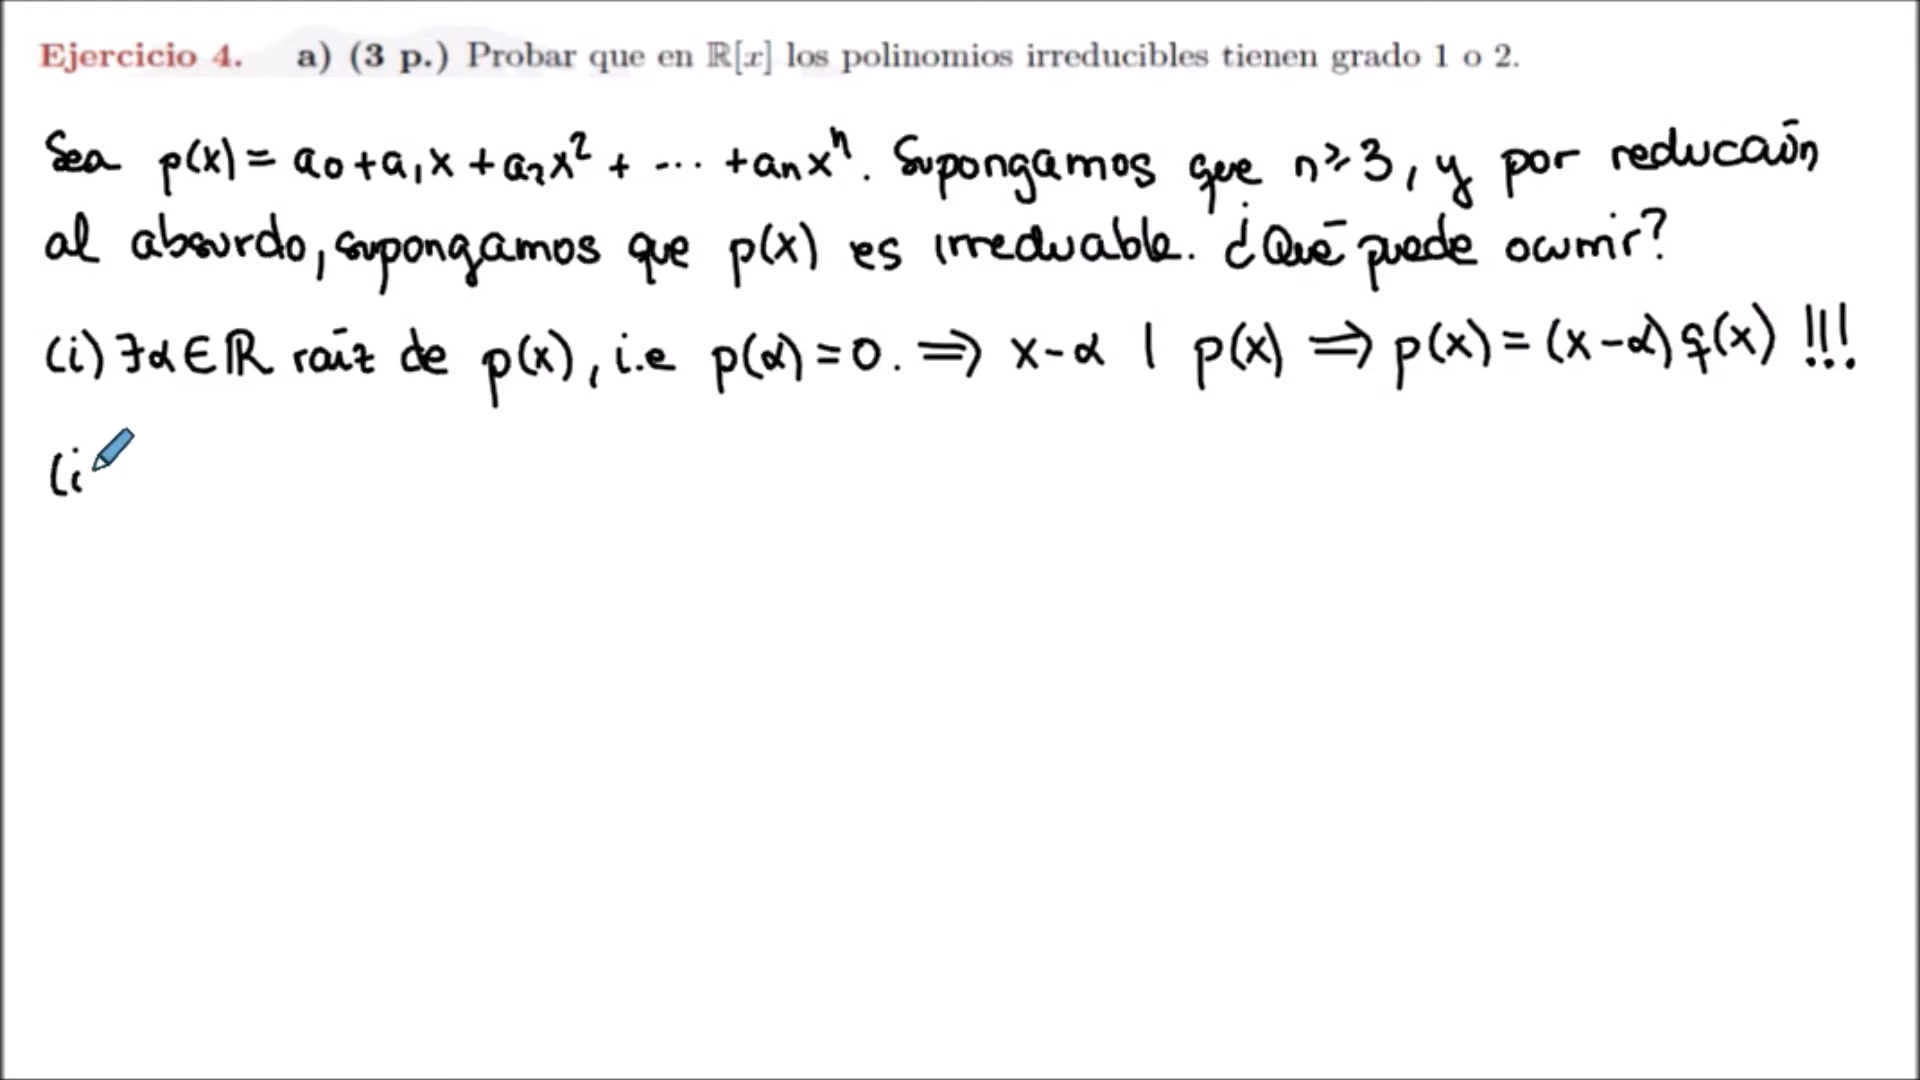 Ejercicio 4. a) (3 p.) Probar que en ℝ[x] los polinomios irreducibles tienen grado 1 o 2.
Sea p(x) = a₀ + a₁x + a₂x² + ... + aₙxⁿ. Supongamos que n ≥ 3, y por reducción
al absurdo, supongamos que p(x) es irreducible. ¿Qué puede ocurrir?
(i) ∃α∈ℝ raíz de p(x), i.e p(α) = 0. ⇒ x-α | p(x) ⇒ p(x) = (x-α) q(x) !!!
(i